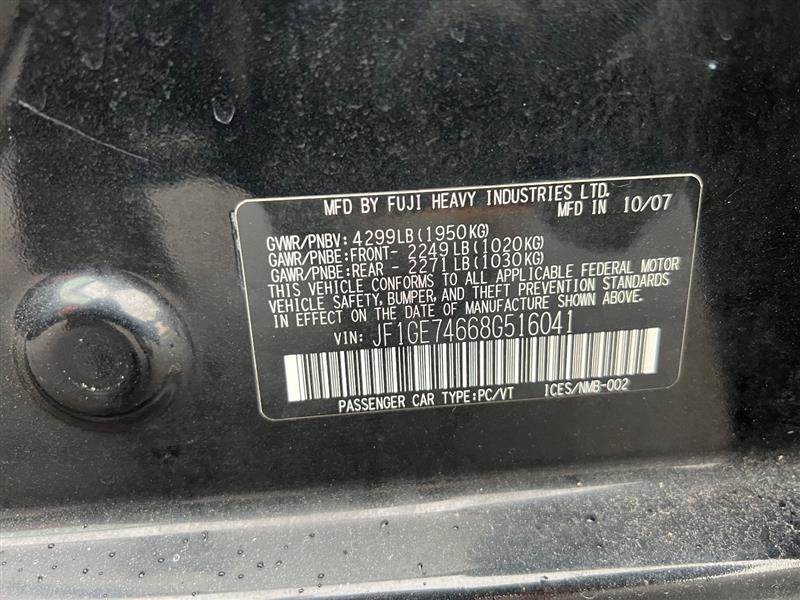 MFD BY FUJI HEAVY INDUSTRIES LTD.
MFD IN 10/07
GVWR/PNBV: 4299LB(1950KG)
GAWR/PNBE:FRONT- 2249LB(1020KG)
GAWR/PNBE:REAR - 2271LB(1030KG)
THIS VEHICLE CONFORMS TO ALL APPLICABLE FEDERAL MOTOR
VEHICLE SAFETY, BUMPER, AND THEFT PREVENTION STANDARDS
IN EFFECT ON THE DATE OF MANUFACTURE SHOWN ABOVE.
VIN: JF1GE74668G516041
PASSENGER CAR TYPE:PC/VT ICES/NMB-002